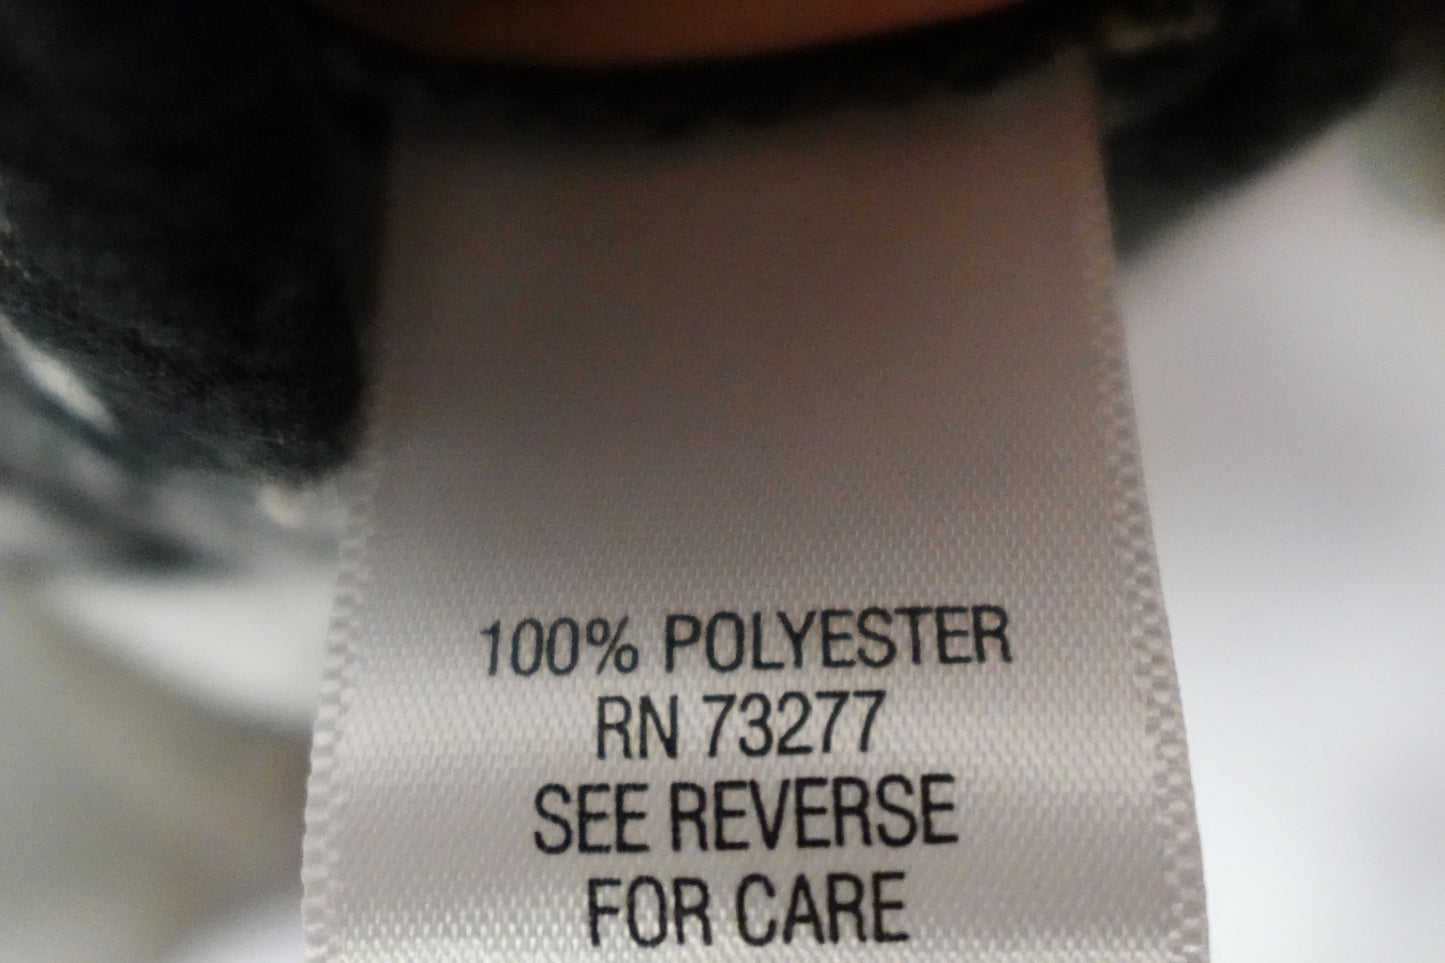 100% POLYESTER
RN 73277
SEE REVERSE
FOR CARE